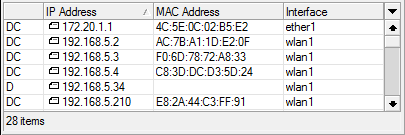 IP Address MAC Address Interface
DC 172.20.1.1 4C:5E:0C:02:B5:E2 ether1
DC 192.168.5.2 AC:7B:A1:1D:E2:0F wlan1
DC 192.168.5.3 F0:6D:78:72:A8:33 wlan1
DC 192.168.5.4 C8:3D:DC:D3:5D:24 wlan1
D 192.168.5.34 wlan1
DC 192.168.5.210 E8:2A:44:C3:FF:91 wlan1
28 items